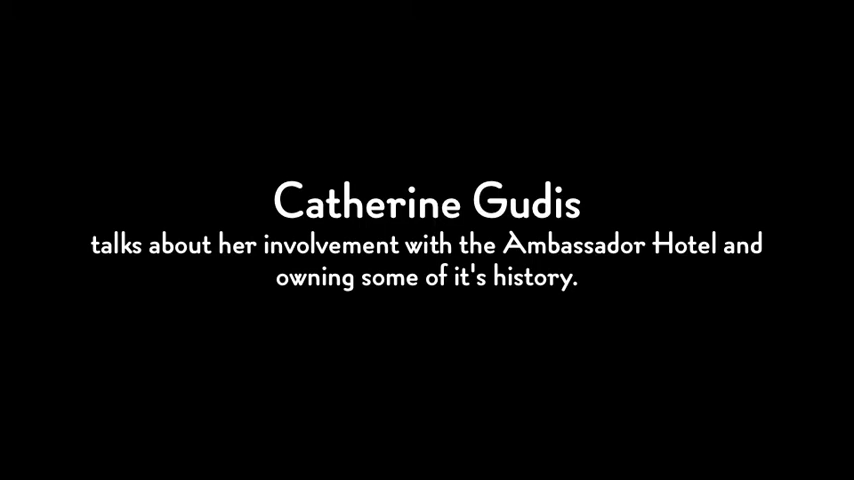 Catherine Gudis
talks about her involvement with the Ambassador Hotel and
owning some of it's history.